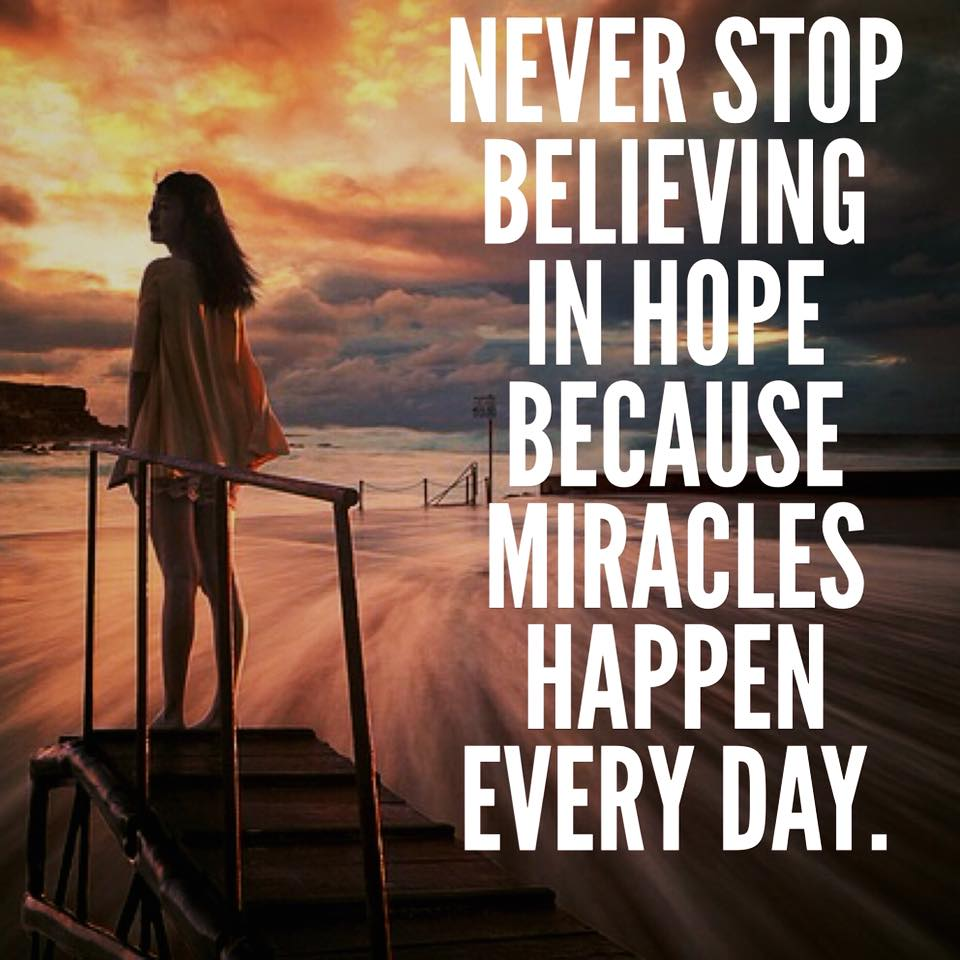 NEVER STOP
BELIEVING
IN HOPE
BECAUSE
MIRACLES
HAPPEN
EVERY DAY.